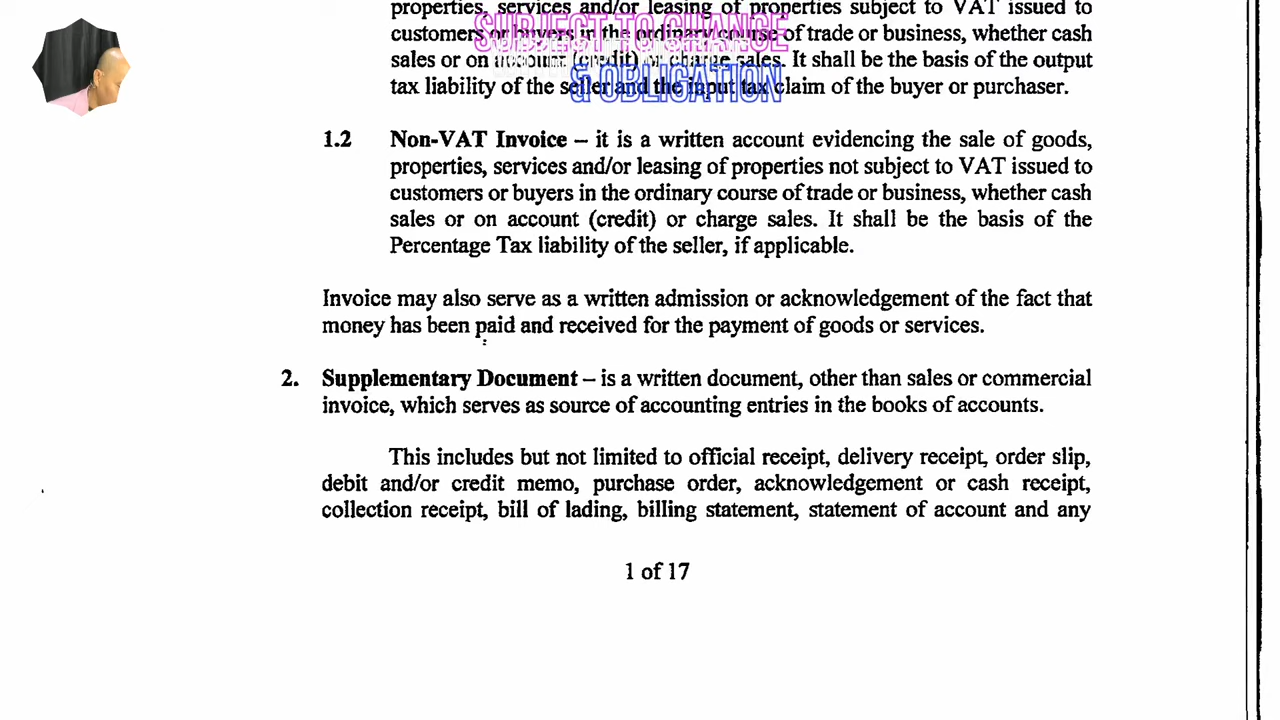 properties, services and/or leasing of properties subject to VAT issued to
SUBJECT TO CHANGE
customers or buyers in the ordinary course of trade or business, whether cash
sales or on account (credit) or charge sales. It shall be the basis of the output
& OBLIGATION
tax liability of the seller and the input tax claim of the buyer or purchaser.
1.2 Non-VAT Invoice – it is a written account evidencing the sale of goods,
properties, services and/or leasing of properties not subject to VAT issued to
customers or buyers in the ordinary course of trade or business, whether cash
sales or on account (credit) or charge sales. It shall be the basis of the
Percentage Tax liability of the seller, if applicable.
Invoice may also serve as a written admission or acknowledgement of the fact that
money has been paid and received for the payment of goods or services.
2. Supplementary Document – is a written document, other than sales or commercial
invoice, which serves as source of accounting entries in the books of accounts.
This includes but not limited to official receipt, delivery receipt, order slip,
debit and/or credit memo, purchase order, acknowledgement or cash receipt,
collection receipt, bill of lading, billing statement, statement of account and any
1 of 17